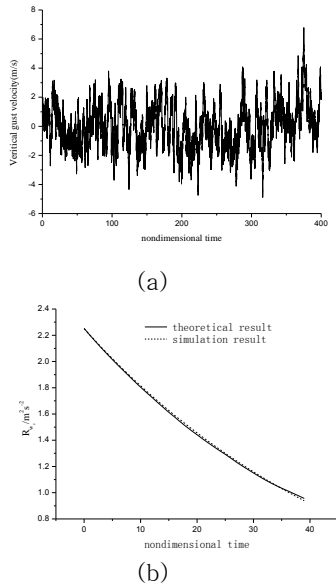 8
6
4
2
0
-2
-4
-6
Veritical gust velocity(m/s)
0 100 200 300 400
nondimensional time
(a)
2.4
2.2
2.0
1.8
1.6
1.4
1.2
1.0
0.8
theoretical result
simulation result
0 10 20 30 40
nondimensional time
(b)